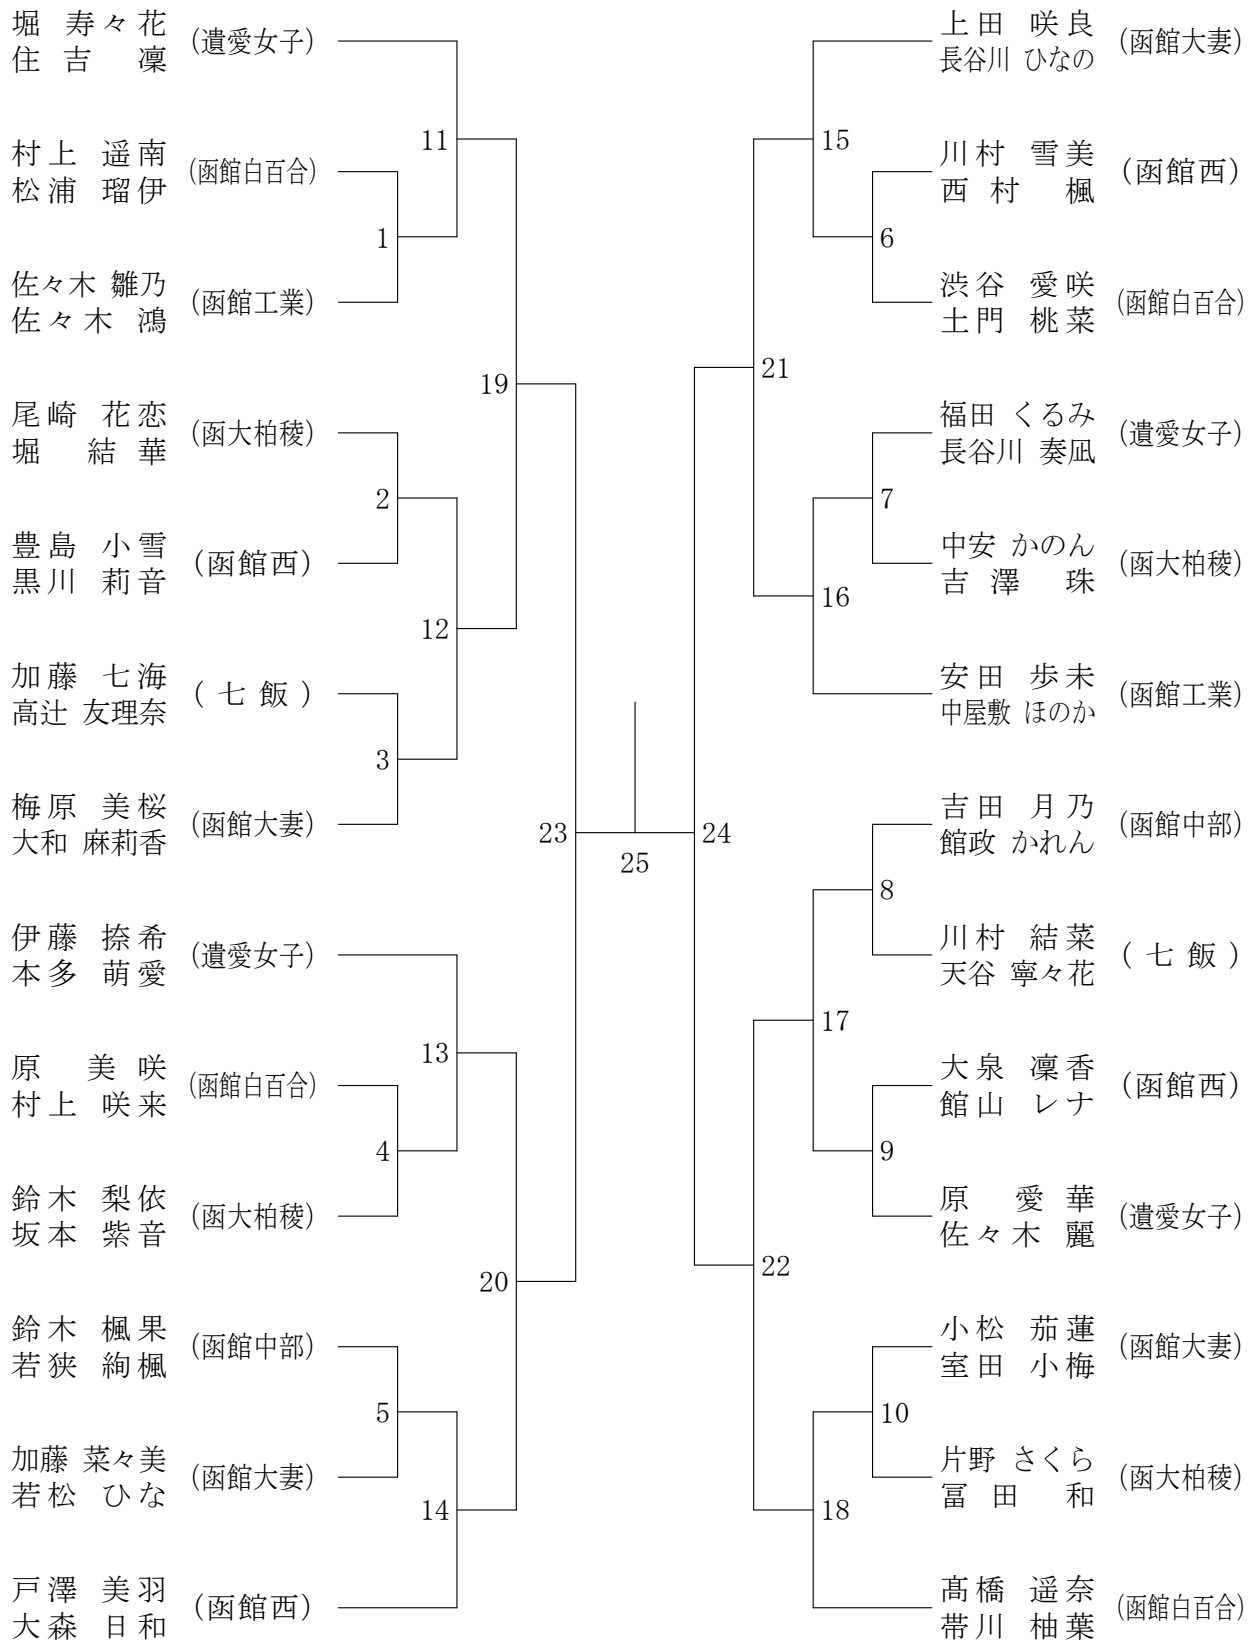 堀 寿々花
住吉 凜
(遺愛女子)
村上 遥南
松浦 瑠伊
(函館白百合)
佐々木 雛乃
佐々木 鴻
(函館工業)
尾崎 花恋
堀 結華
(函大柏稜)
豊島 小雪
黒川 莉音
(函館西)
加藤 七海
高辻 友理奈
(七飯)
梅原 美桜
大和 麻莉香
(函館大妻)
伊藤 捺希
本多 萌愛
(遺愛女子)
原 美咲
村上 咲来
(函館白百合)
鈴木 梨依
坂本 紫音
(函大柏稜)
鈴木 楓果
若狭 絢楓
(函館中部)
加藤 菜々美
若松 ひな
(函館大妻)
戸澤 美羽
大森 日和
(函館西)
1
2
3
4
5
11
12
13
14
19
20
23
25
24
21
22
15
16
17
18
6
7
8
9
10
上田 咲良
長谷川 ひなの
(函館大妻)
川村 雪美
西村 楓
(函館西)
渋谷 愛咲
土門 桃菜
(函館白百合)
福田 くるみ
長谷川 奏凪
(遺愛女子)
中安 かのん
吉澤 珠
(函大柏稜)
安田 歩未
中屋敷 ほのか
(函館工業)
吉田 月乃
館政 かれん
(函館中部)
川村 結菜
天谷 寧々花
(七飯)
大泉 凜香
館山 レナ
(函館西)
原 愛華
佐々木 麗
(遺愛女子)
小松 茄蓮
室田 小梅
(函館大妻)
片野 さくら
冨田 和
(函大柏稜)
髙橋 遥奈
帯川 柚葉
(函館白百合)